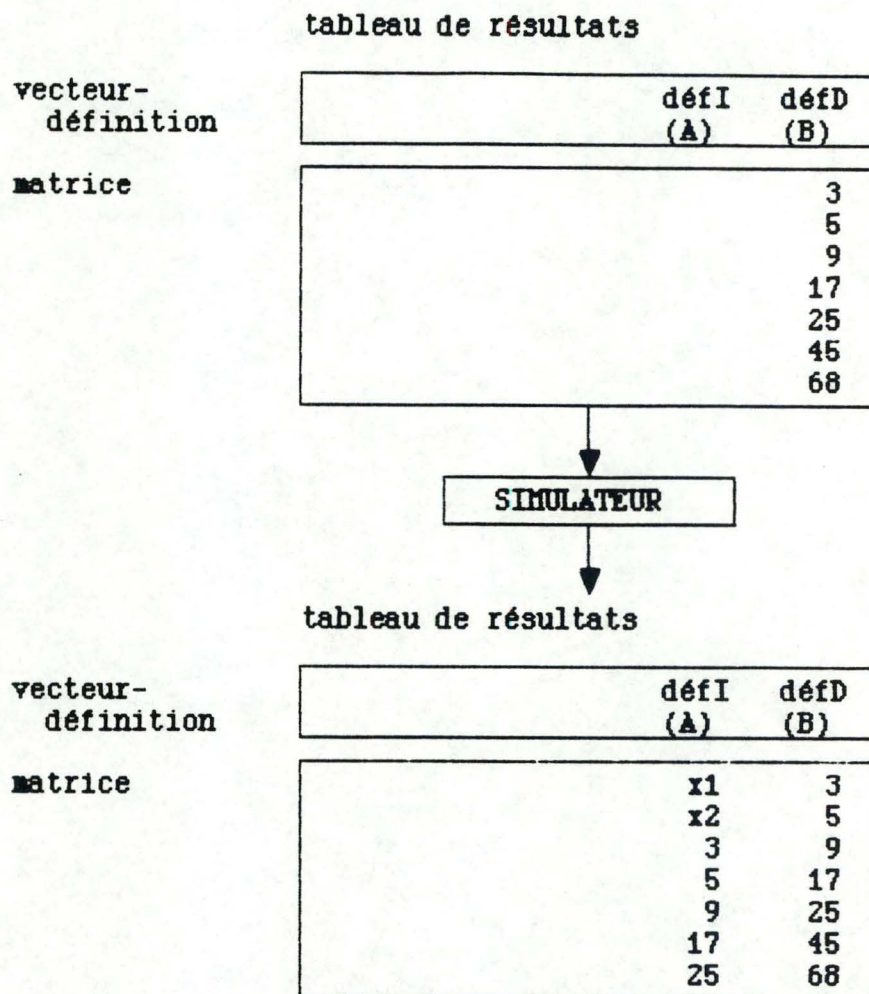 tableau de résultats
vecteur-définition
défI défD
(A) (B)
matrice
3
5
9
17
25
45
68
SIMULATEUR
tableau de résultats
vecteur-définition
défI défD
(A) (B)
matrice
x1 3
x2 5
3 9
5 17
9 25
17 45
25 68